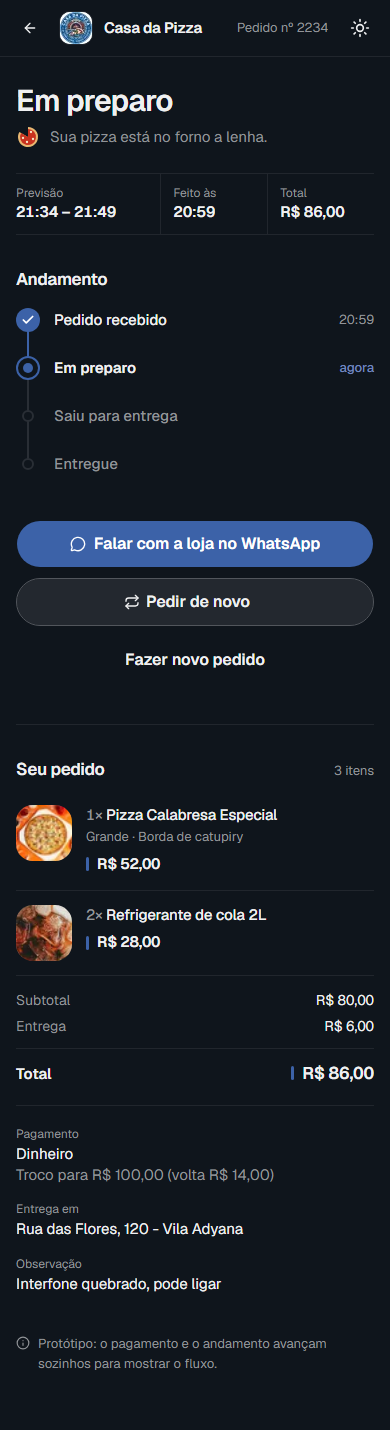 Casa da Pizza
Pedido nº 2234
Em preparo
Sua pizza está no forno a lenha.
Previsão
21:34 – 21:49
Feito às
20:59
Total
R$ 86,00
Andamento
Pedido recebido
20:59
Em preparo
agora
Saiu para entrega
Entregue
Falar com a loja no WhatsApp
Pedir de novo
Fazer novo pedido
Seu pedido
3 itens
1× Pizza Calabresa Especial
Grande · Borda de catupiry
R$ 52,00
2× Refrigerante de cola 2L
R$ 28,00
Subtotal
R$ 80,00
Entrega
R$ 6,00
Total
R$ 86,00
Pagamento
Dinheiro
Troco para R$ 100,00 (volta R$ 14,00)
Entrega em
Rua das Flores, 120 - Vila Adyana
Observação
Interfone quebrado, pode ligar
Protótipo: o pagamento e o andamento avançam
sozinhos para mostrar o fluxo.